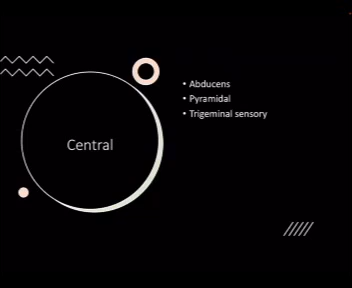 Central
• Abducens
• Pyramidal
• Trigeminal sensory